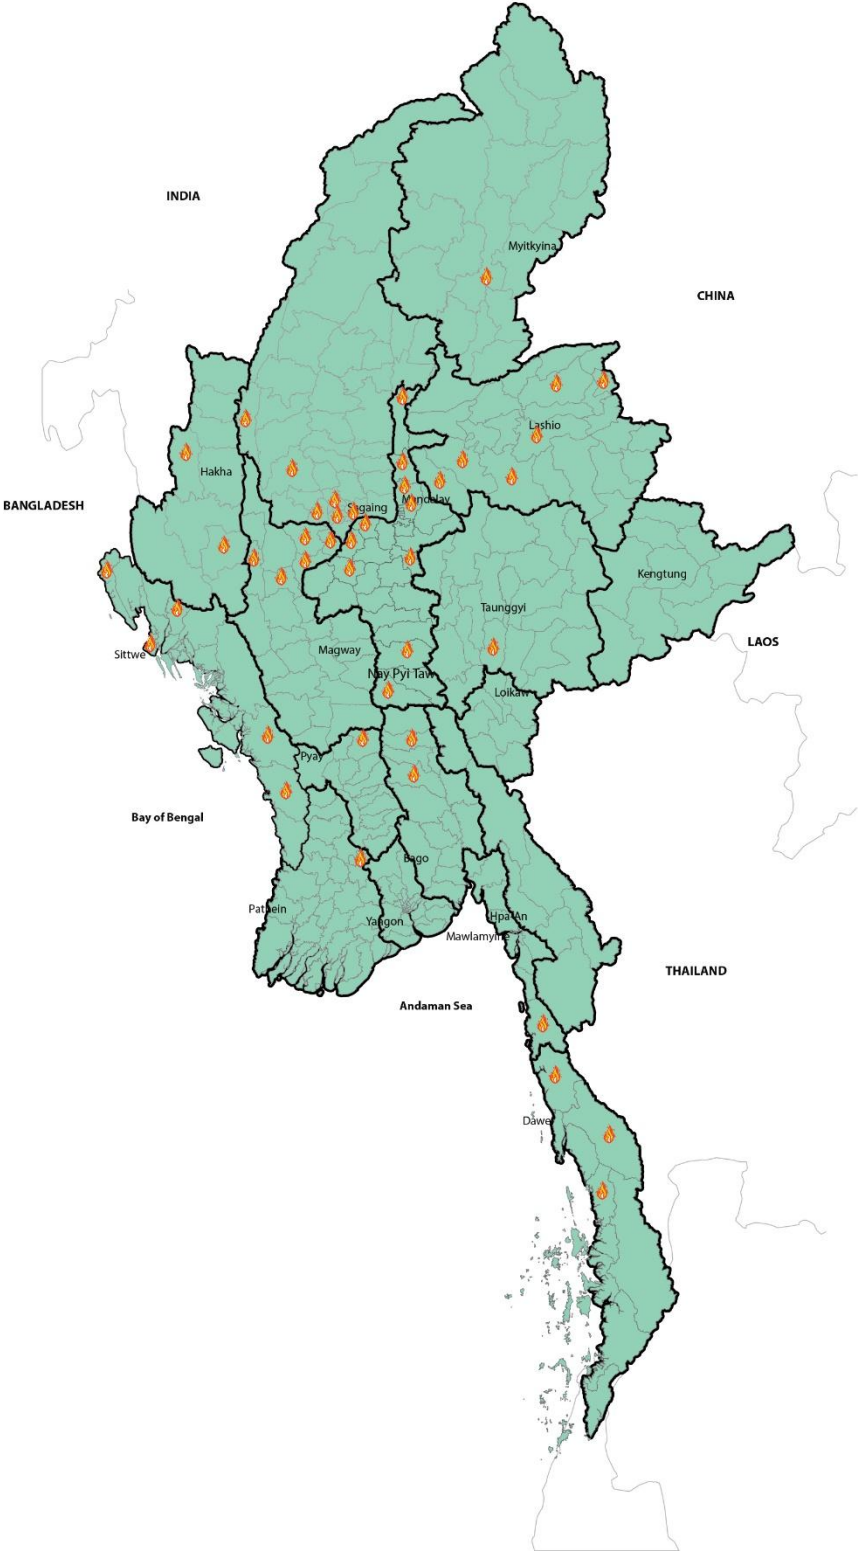 INDIA
Myitkyina
CHINA
Lashio
Hakha
Mandalay
BANGLADESH
Sagaing
Kengtung
Taunggyi
LAOS
Magway
Sittwe
Nay Pyi Taw
Loikaw
Pyay
Bay of Bengal
Bago
Pathein
Hpa-An
Yangon
Mawlamyine
THAILAND
Andaman Sea
Dawei